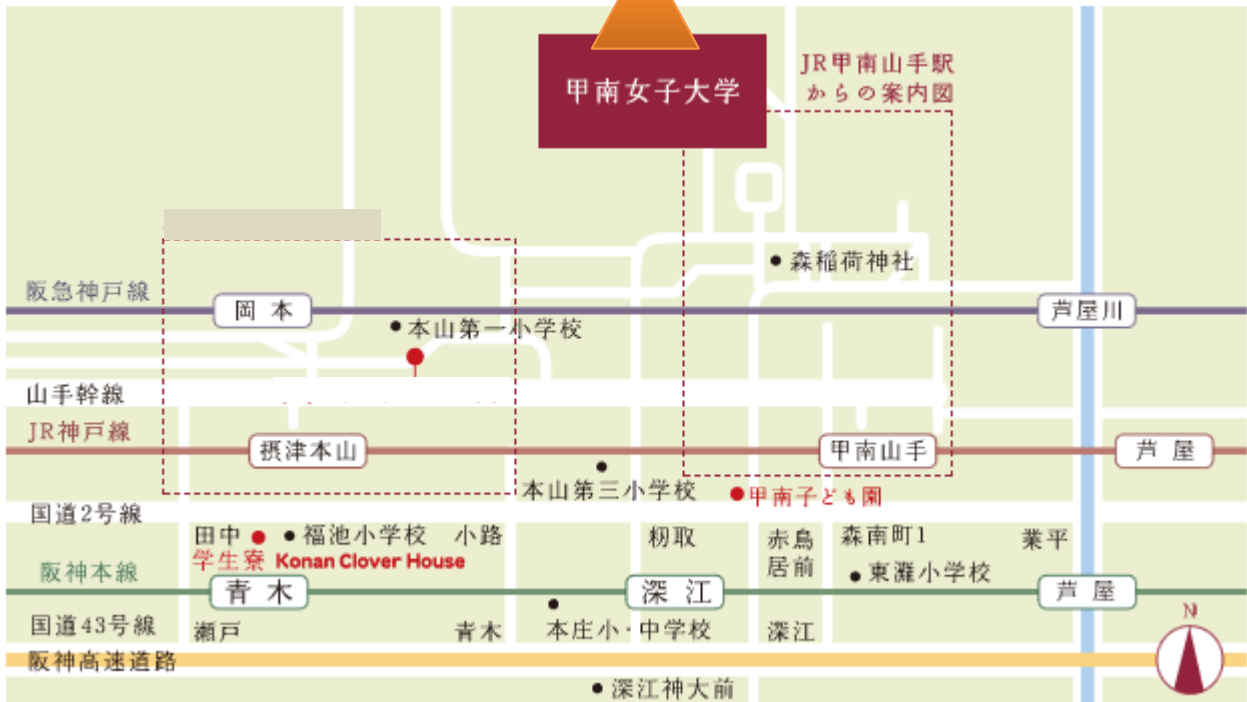 甲南女子大学
JR甲南山手駅
からの案内図
森稲荷神社
阪急神戸線
岡本
芦屋川
本山第一小学校
山手幹線
JR神戸線
摂津本山
甲南山手
芦屋
本山第三小学校
甲南子ども園
国道2号線
田中
福池小学校
小路
籾取
赤鳥
居前
森南町1
業平
学生寮 Konan Clover House
阪神本線
青木
深江
東灘小学校
芦屋
国道43号線
瀬戸
青木
本庄小・中学校
深江
N
阪神高速道路
深江神大前